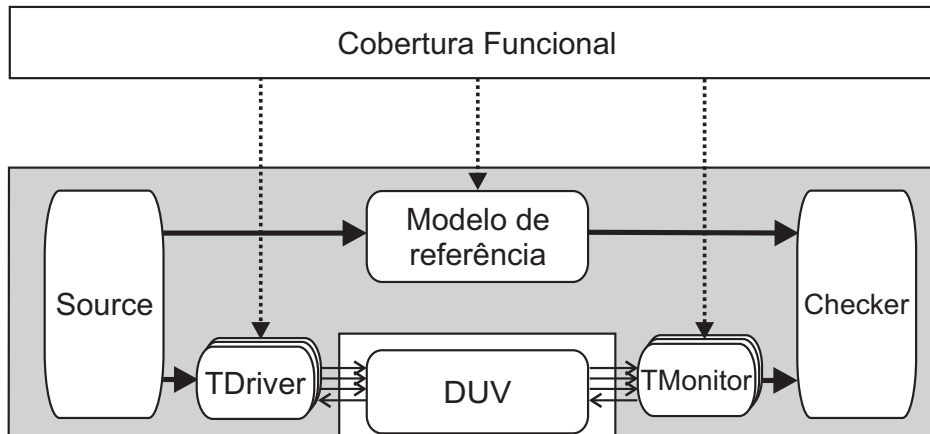 Cobertura Funcional
Modelo de
referência
Source
Checker
TDriver
DUV
TMonitor